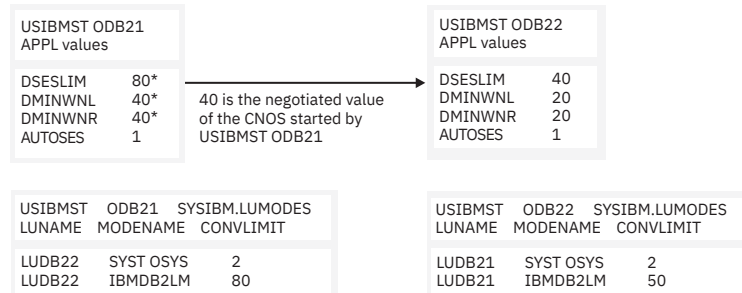 USIBMST ODB21
APPL values
DSESLIM 80*
DMINWNL 40*
DMINWNR 40*
AUTOSES 1
40 is the negotiated value
of the CNOS started by
USIBMST ODB21
USIBMST ODB22
APPL values
DSESLIM 40
DMINWNL 20
DMINWNR 20
AUTOSES 1
USIBMST ODB21 SYSIBM.LUMODES
LUNAME MODENAME CONVLIMIT
LUDB22 SYST OSYS 2
LUDB22 IBMDB2LM 80
USIBMST ODB22 SYSIBM.LUMODES
LUNAME MODENAME CONVLIMIT
LUDB21 SYST OSYS 2
LUDB21 IBMDB2LM 50